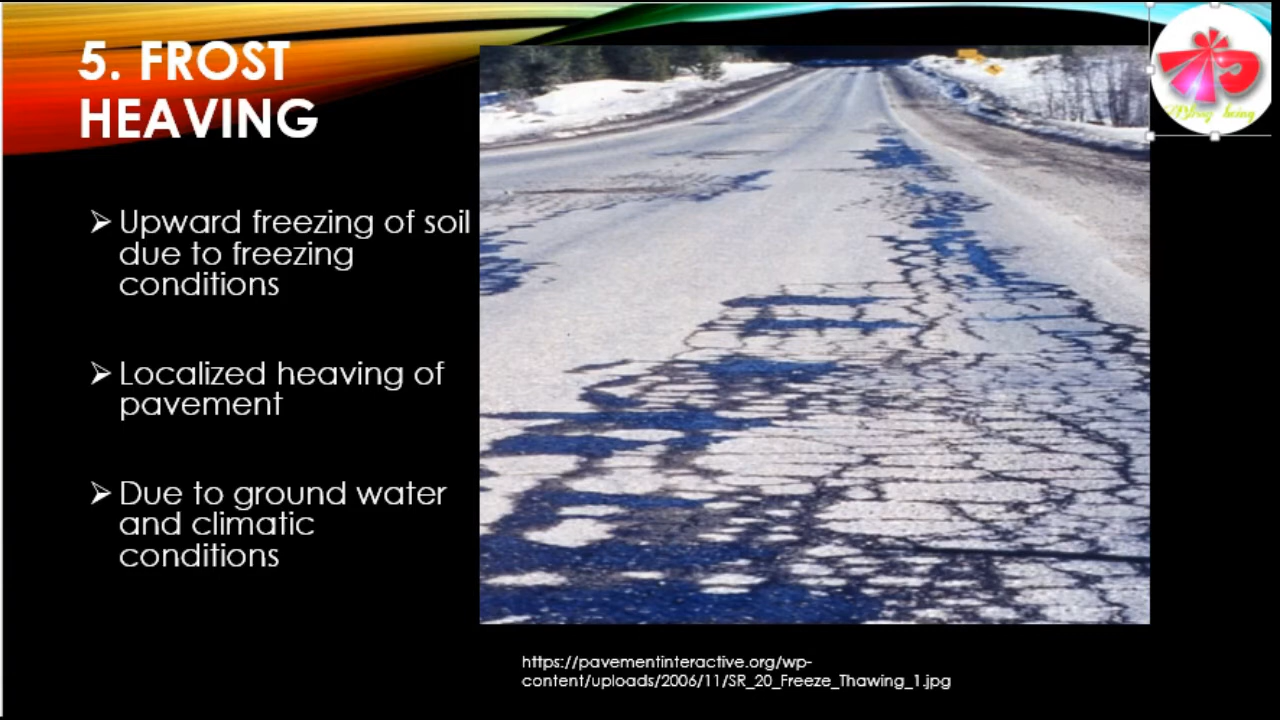 5. FROST
HEAVING
➢ Upward freezing of soil
due to freezing
conditions
➢ Localized heaving of
pavement
➢ Due to ground water
and climatic
conditions
https://pavementinteractive.org/wp-
content/uploads/2006/11/SR_20_Freeze_Thawing_1.jpg
being